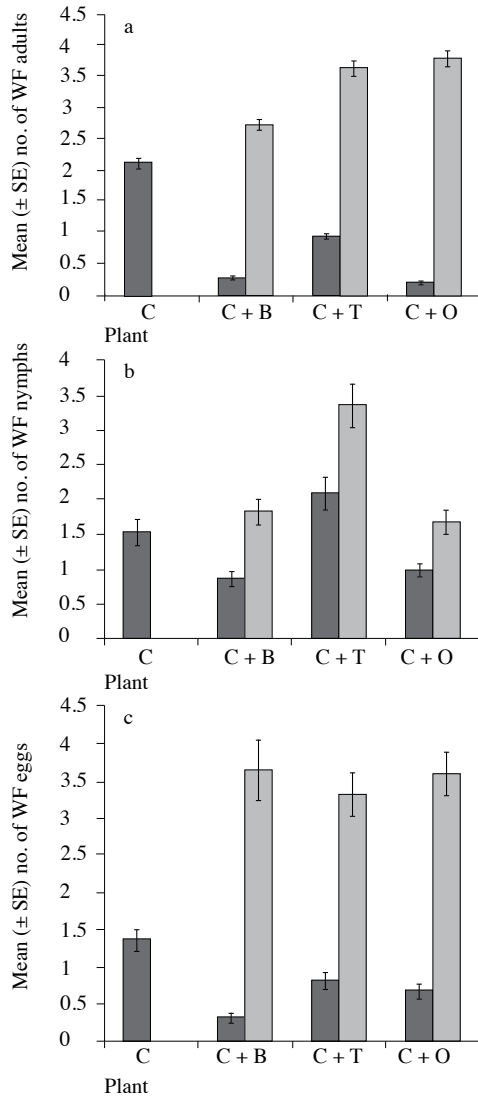 a
Mean (± SE) no. of WF adults
4.5
4
3.5
3
2.5
2
1.5
1
0.5
0
C C + B C + T C + O
Plant
b
Mean (± SE) no. of WF nymphs
4
3.5
3
2.5
2
1.5
1
0.5
0
C C + B C + T C + O
Plant
c
Mean (± SE) no. of WF eggs
4.5
4
3.5
3
2.5
2
1.5
1
0.5
0
C C + B C + T C + O
Plant